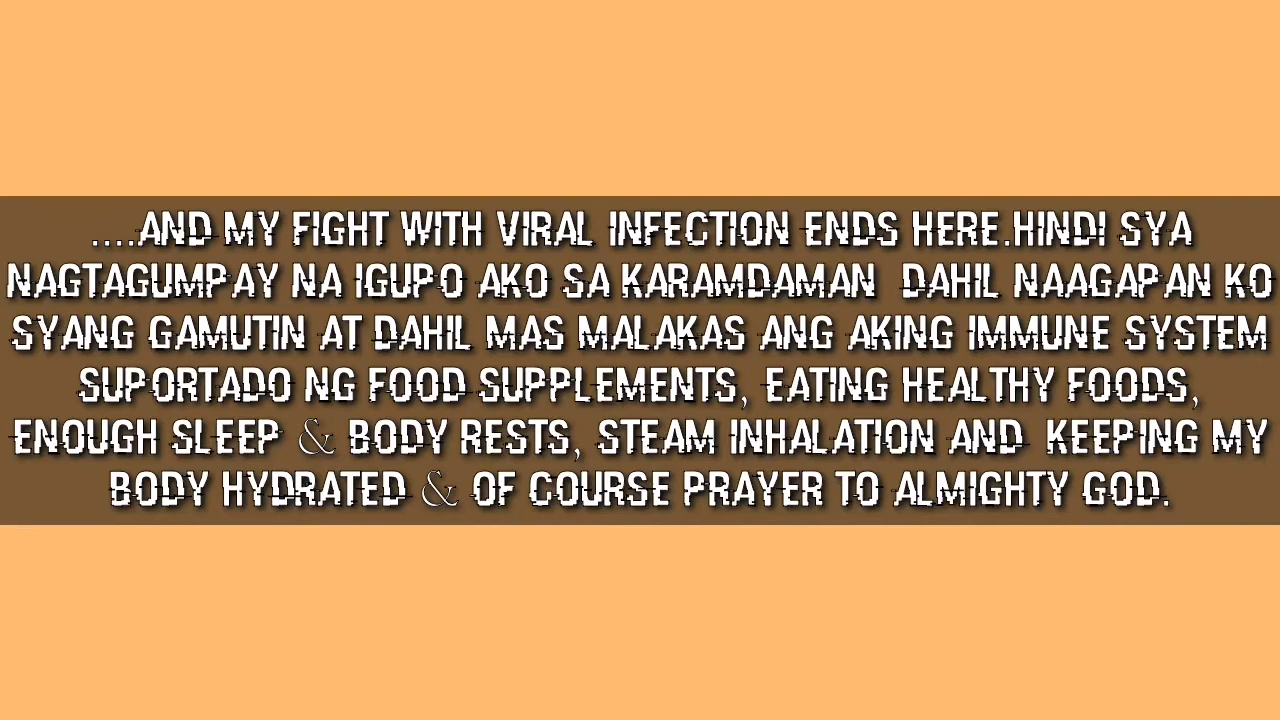 ....AND MY FIGHT WITH VIRAL INFECTION ENDS HERE.HINDI SYA
NAGTAGUMPAY NA IGUPO AKO SA KARAMDAMAN DAHIL NAAGAPAN KO
SYANG GAMUTIN AT DAHIL MAS MALAKAS ANG AKING IMMUNE SYSTEM
SUPORTADO NG FOOD SUPPLEMENTS, EATING HEALTHY FOODS,
ENOUGH SLEEP & BODY RESTS, STEAM INHALATION AND KEEPING MY
BODY HYDRATED & OF COURSE PRAYER TO ALMIGHTY GOD.